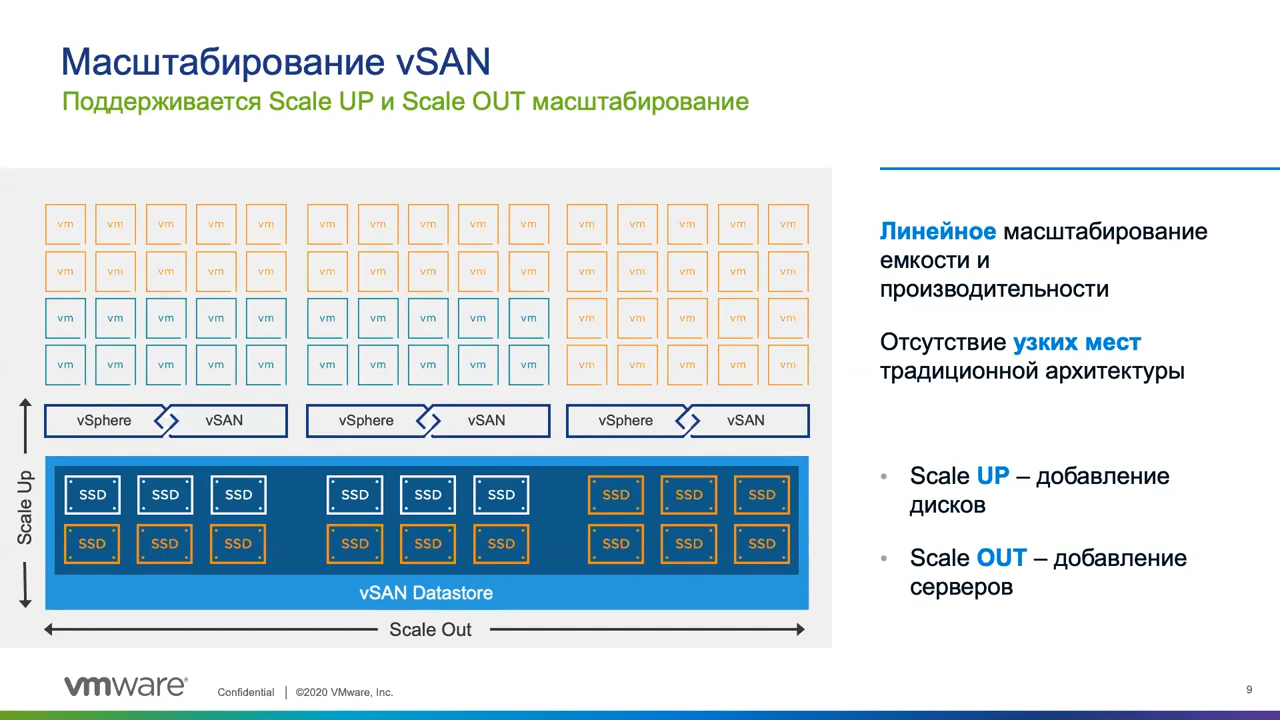 Масштабирование vSAN
Поддерживается Scale UP и Scale OUT масштабирование
vm vm vm vm vm vm vm vm vm vm vm vm vm vm vm
vm vm vm vm vm vm vm vm vm vm vm vm vm vm vm
vm vm vm vm vm vm vm vm vm vm vm vm vm vm vm
vm vm vm vm vm vm vm vm vm vm vm vm vm vm vm
vSphere vSAN vSphere vSAN vSphere vSAN
Scale Up
SSD SSD SSD SSD SSD SSD SSD SSD SSD
SSD SSD SSD SSD SSD SSD SSD SSD SSD
vSAN Datastore
Scale Out
Линейное масштабирование
емкости и
производительности
Отсутствие узких мест
традиционной архитектуры
• Scale UP – добавление
дисков
• Scale OUT – добавление
серверов
vmware®
Confidential | ©2020 VMware, Inc.
9